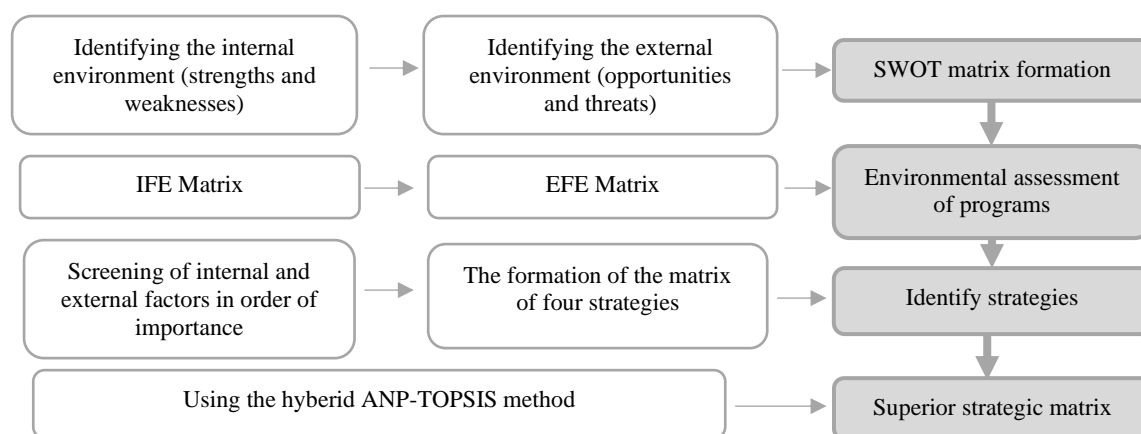 Identifying the internal
environment (strengths and
weaknesses)
Identifying the external
environment (opportunities
and threats)
SWOT matrix formation
IFE Matrix
EFE Matrix
Environmental assessment
of programs
Screening of internal and
external factors in order of
importance
The formation of the matrix
of four strategies
Identify strategies
Using the hyberid ANP-TOPSIS method
Superior strategic matrix